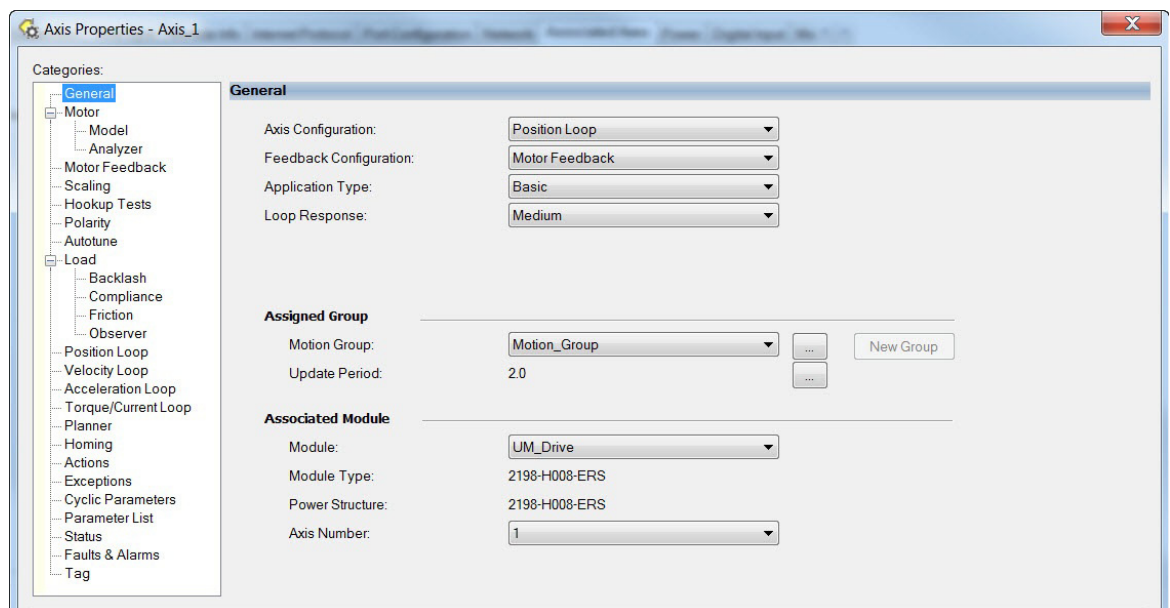 Axis Properties - Axis_1
Categories:
General
Motor
Model
Analyzer
Motor Feedback
Scaling
Hookup Tests
Polarity
Autotune
Load
Backlash
Compliance
Friction
Observer
Position Loop
Velocity Loop
Acceleration Loop
Torque/Current Loop
Planner
Homing
Actions
Exceptions
Cyclic Parameters
Parameter List
Status
Faults & Alarms
Tag
General
Axis Configuration: Position Loop
Feedback Configuration: Motor Feedback
Application Type: Basic
Loop Response: Medium
Assigned Group
Motion Group: Motion_Group ... New Group
Update Period: 2.0 ...
Associated Module
Module: UM_Drive
Module Type: 2198-H008-ERS
Power Structure: 2198-H008-ERS
Axis Number: 1